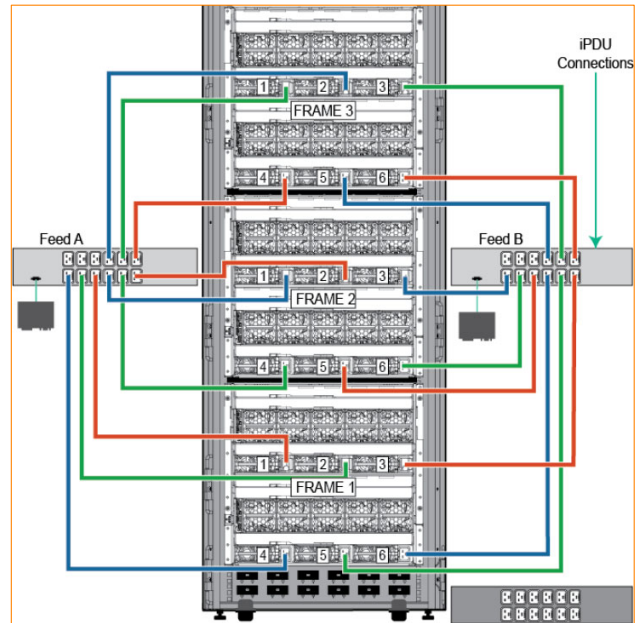 iPDU
Connections
1 2 3
FRAME 3
4 5 6
Feed A
Feed B
1 2 3
FRAME 2
4 5 6
1 2 3
FRAME 1
4 5 6